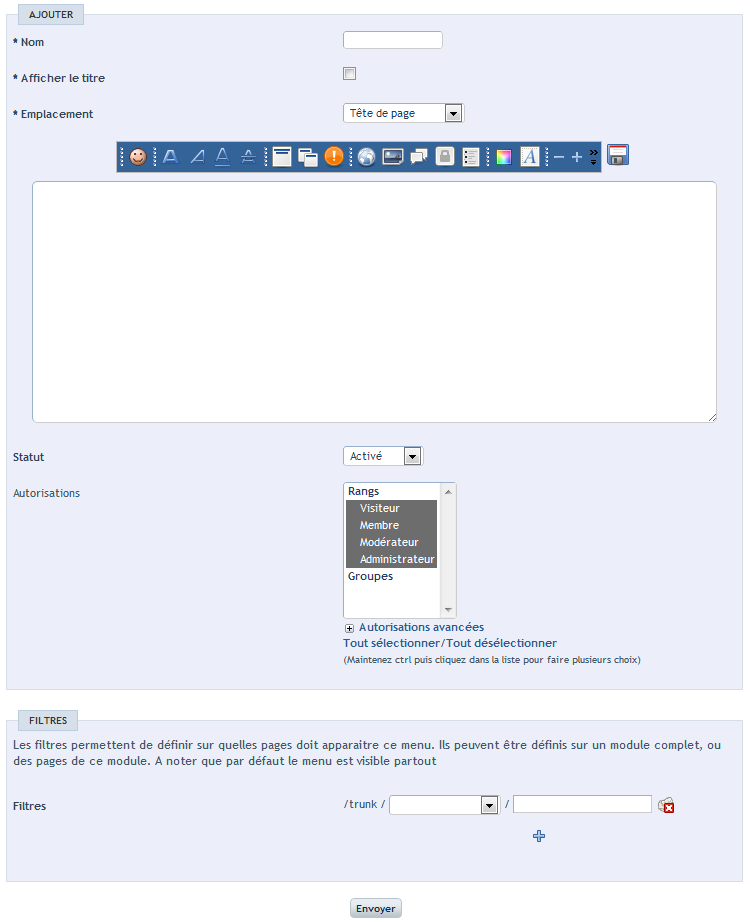 AJOUTER
* Nom
* Afficher le titre
* Emplacement Tête de page
Statut Activé
Autorisations Rangs
Visiteur
Membre
Modérateur
Administrateur
Groupes
Autorisations avancées
Tout sélectionner/Tout désélectionner
(Maintenez ctrl puis cliquez dans la liste pour faire plusieurs choix)
FILTRES
Les filtres permettent de définir sur quelles pages doit apparaitre ce menu. Ils peuvent être définis sur un module complet, ou
des pages de ce module. A noter que par défaut le menu est visible partout
Filtres /trunk / /
Envoyer